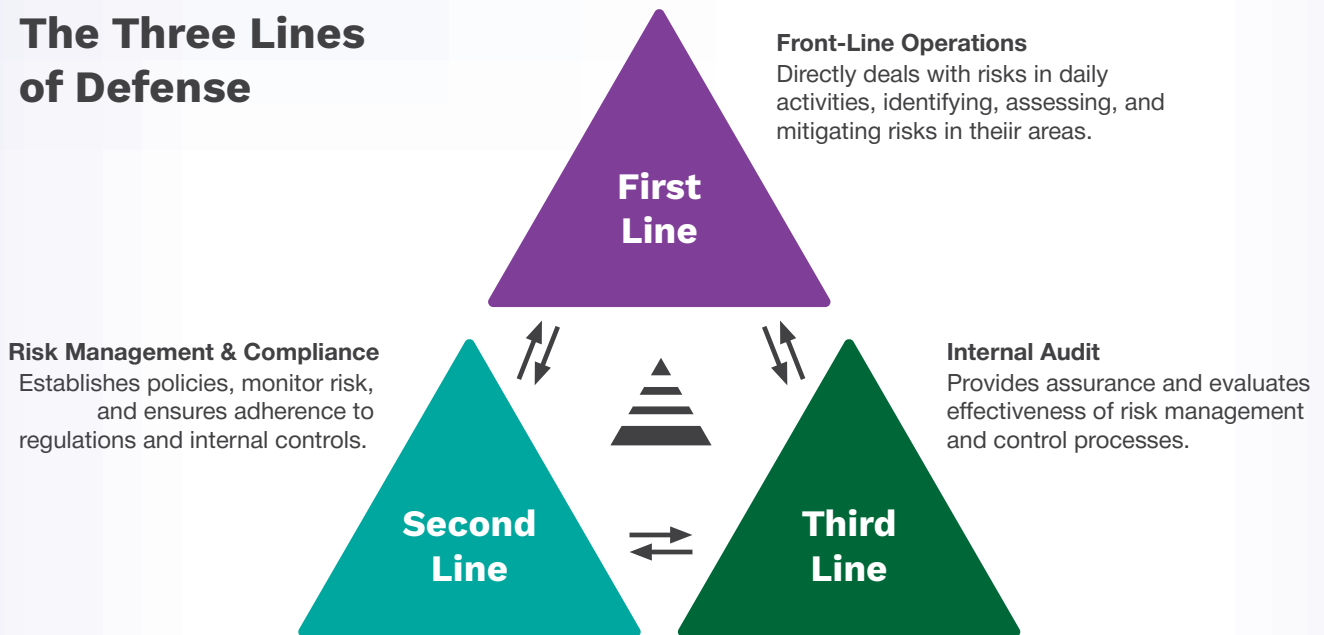 The Three Lines
of Defense
Front-Line Operations
Directly deals with risks in daily
activities, identifying, assessing, and
mitigating risks in theiir areas.
First
Line
Risk Management & Compliance
Establishes policies, monitor risk,
and ensures adherence to
regulations and internal controls.
Internal Audit
Provides assurance and evaluates
effectiveness of risk management
and control processes.
Second
Line
Third
Line